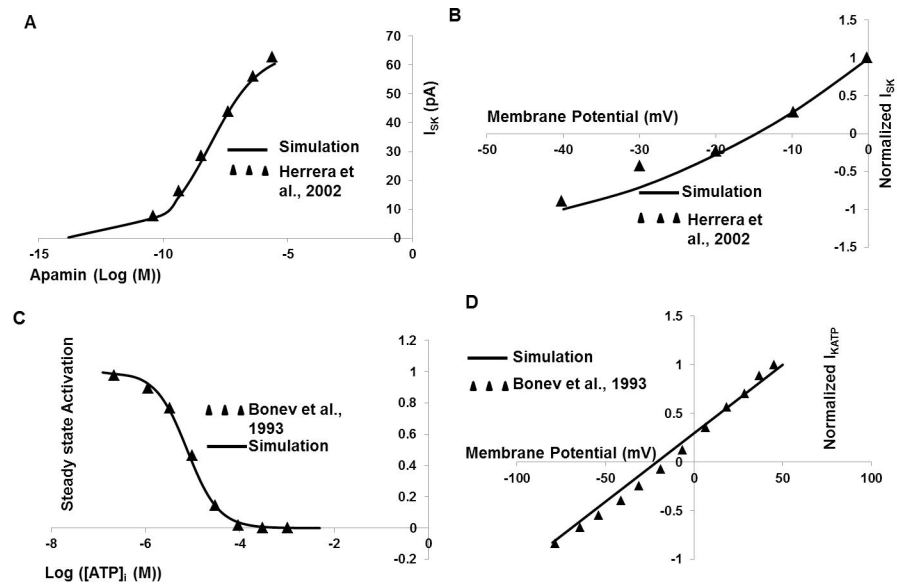 A
70
60
50
40
30
20
10
0
I_SK (pA)
Simulation
Herrera et
al., 2002
-15
-10
-5
0
Apamin (Log (M))
B
1.5
1
0.5
0
-0.5
-1
-1.5
Normalized I_SK
Membrane Potential (mV)
-50
-40
-30
-20
-10
0
Simulation
Herrera et
al., 2002
C
Steady state Activation
1.2
1
0.8
0.6
0.4
0.2
0
-0.2
Bonev et al.,
1993
Simulation
-8
-6
-4
-2
0
Log ([ATP]i (M))
D
1.5
1
0.5
0
-0.5
-1
Normalized I_KATP
Simulation
Bonev et al., 1993
Membrane Potential (mV)
-100
-50
0
50
100